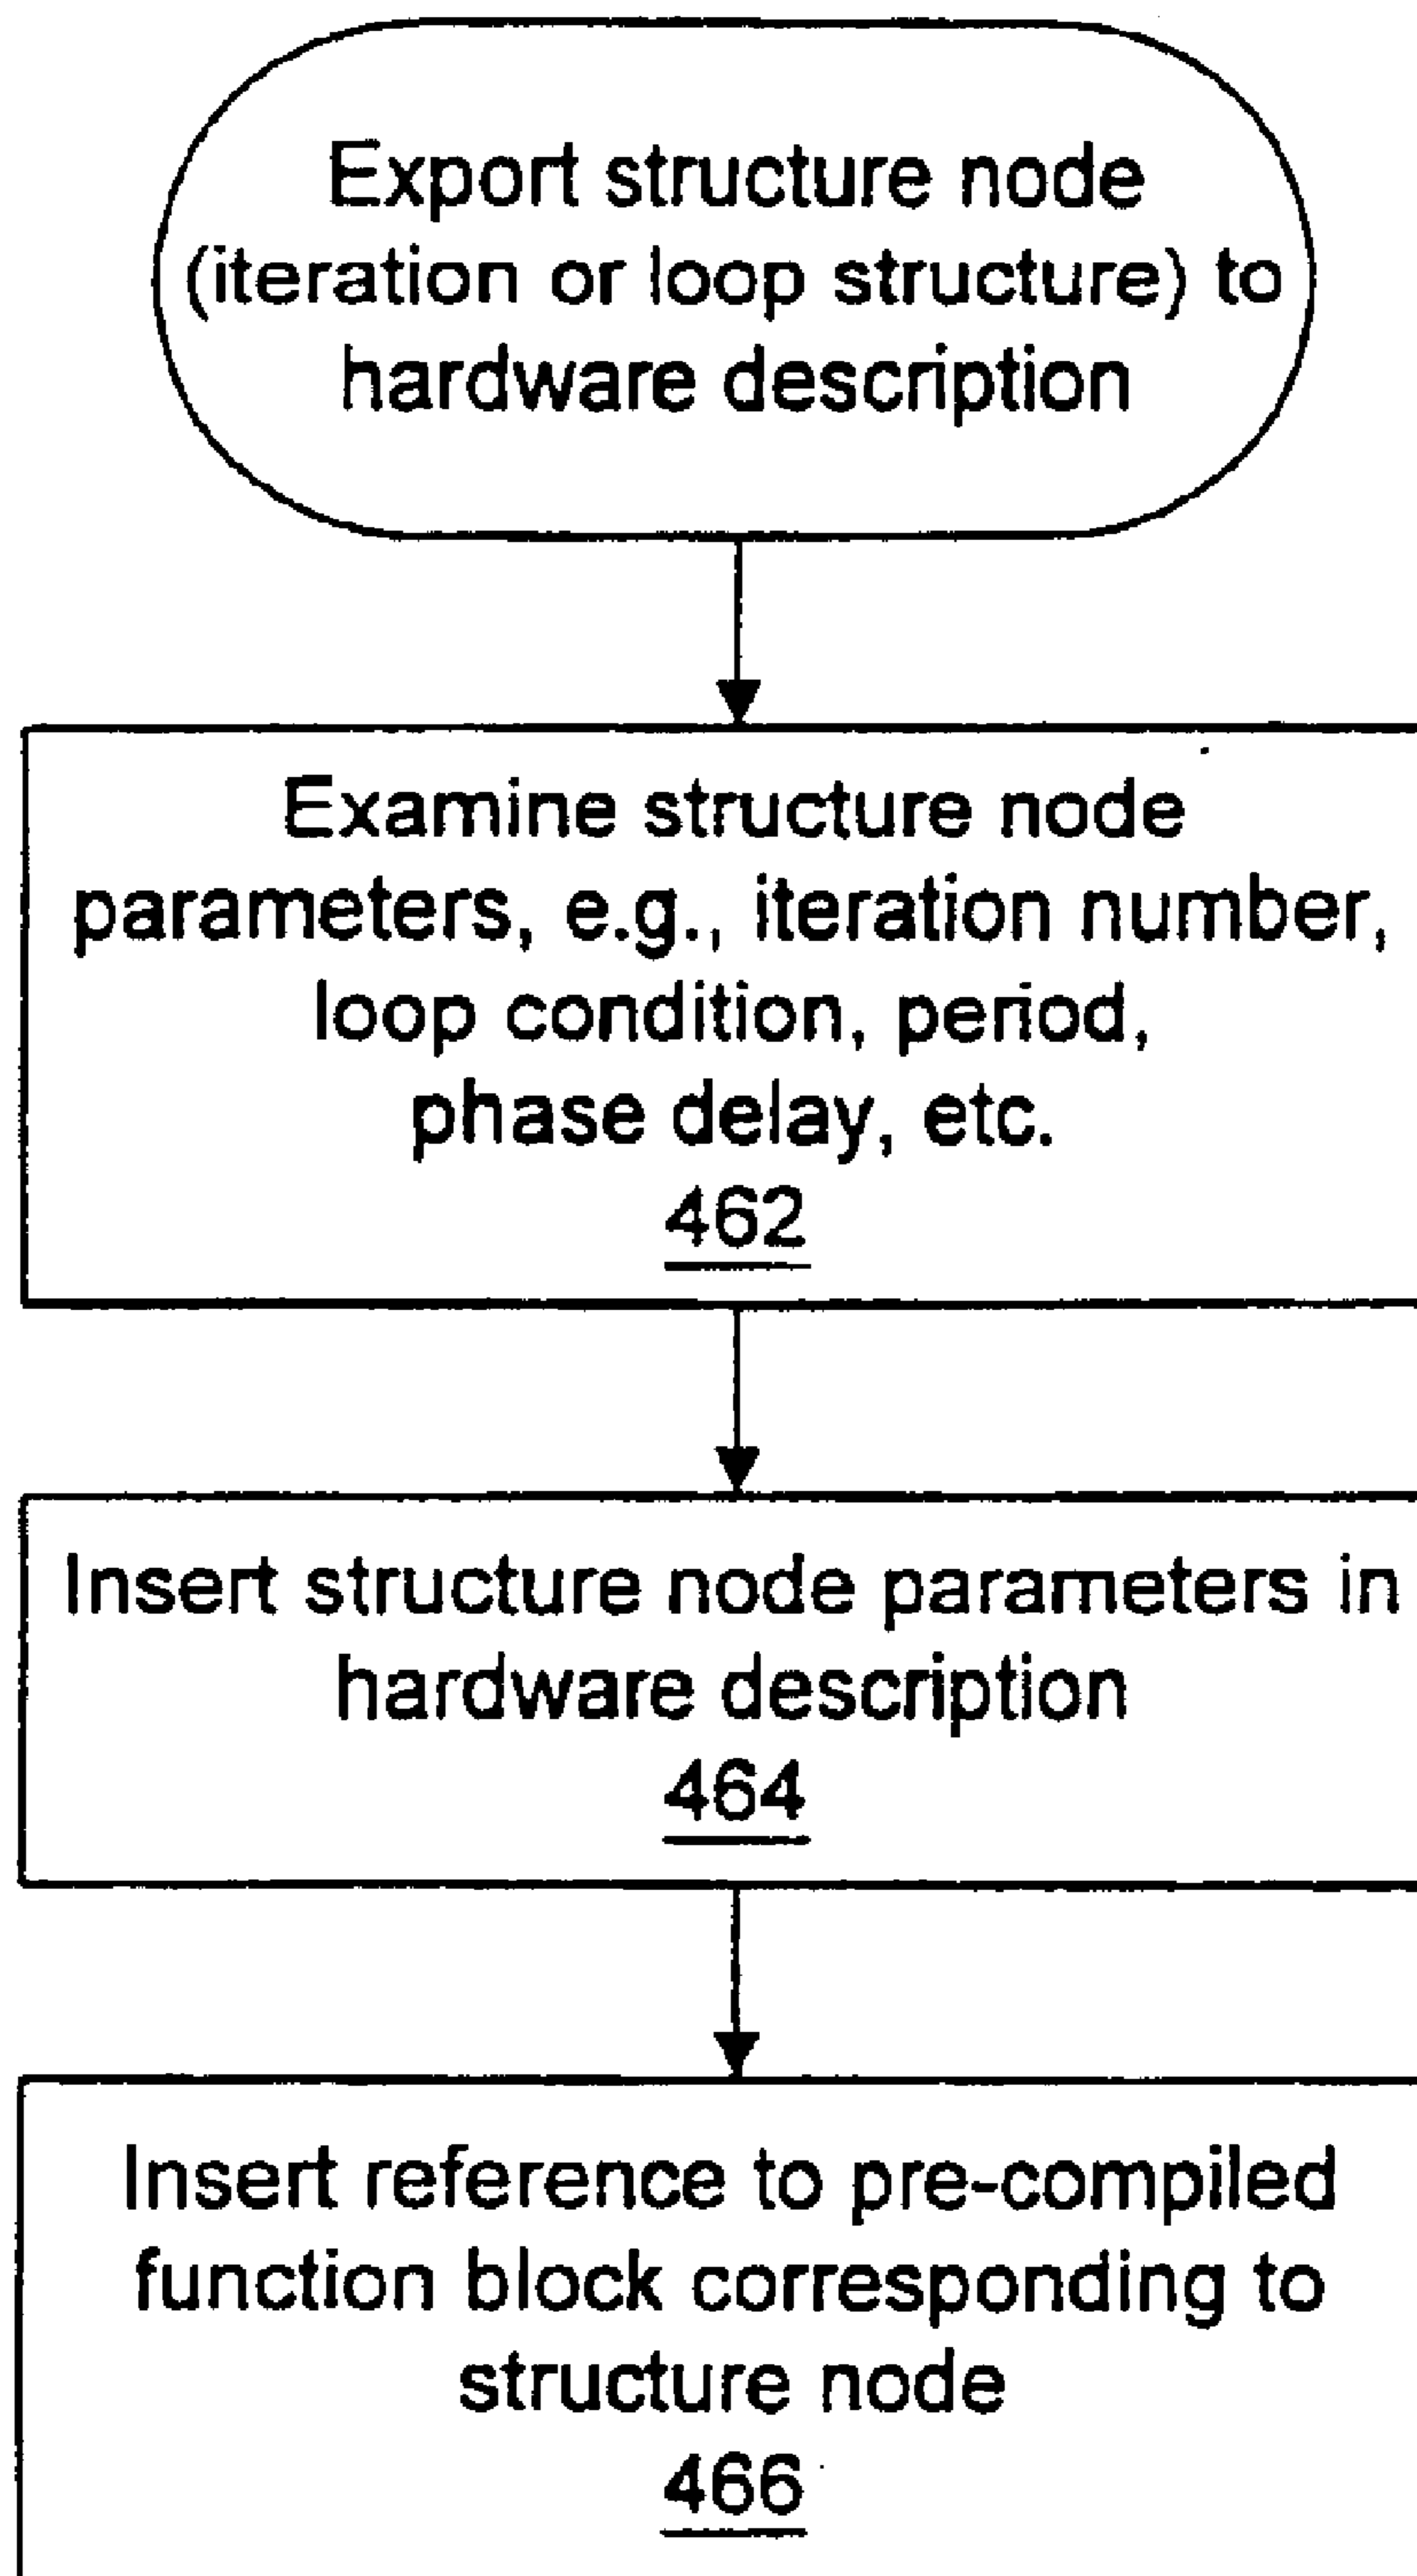 Export structure node
(iteration or loop structure) to
hardware description
Examine structure node
parameters, e.g., iteration number,
loop condition, period,
phase delay, etc.
462
Insert structure node parameters in
hardware description
464
Insert reference to pre-compiled
function block corresponding to
structure node
466